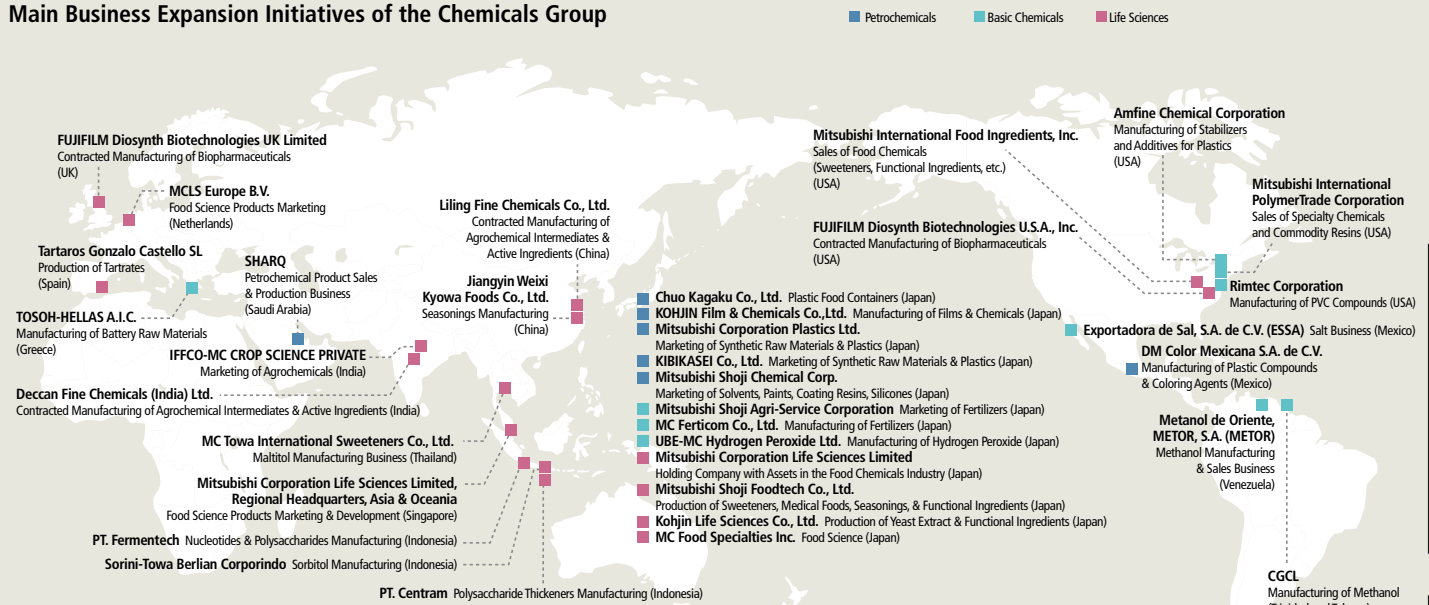 Main Business Expansion Initiatives of the Chemicals Group
Petrochemicals
Basic Chemicals
Life Sciences
FUJIFILM Diosynth Biotechnologies UK Limited
Contracted Manufacturing of Biopharmaceuticals
(UK)
MCLS Europe B.V.
Food Science Products Marketing
(Netherlands)
Tartaros Gonzalo Castello SL
Production of Tartrates
(Spain)
SHARQ
Petrochemical Product Sales
& Production Business
(Saudi Arabia)
TOSOH-HELLAS A.I.C.
Manufacturing of Battery Raw Materials
(Greece)
IFFCO-MC CROP SCIENCE PRIVATE
Marketing of Agrochemicals (India)
Deccan Fine Chemicals (India) Ltd.
Contracted Manufacturing of Agrochemical Intermediates & Active Ingredients (India)
Liling Fine Chemicals Co., Ltd.
Contracted Manufacturing of
Agrochemical Intermediates &
Active Ingredients (China)
Jiangyin Weixi
Kyowa Foods Co., Ltd.
Seasonings Manufacturing
(China)
MC Towa International Sweeteners Co., Ltd.
Maltitol Manufacturing Business (Thailand)
Mitsubishi Corporation Life Sciences Limited,
Regional Headquarters, Asia & Oceania
Food Science Products Marketing & Development (Singapore)
PT. Fermentech Nucleotides & Polysaccharides Manufacturing (Indonesia)
Sorini-Towa Berlian Corporindo Sorbitol Manufacturing (Indonesia)
PT. Centram Polysaccharide Thickeners Manufacturing (Indonesia)
Chuo Kagaku Co., Ltd. Plastic Food Containers (Japan)
KOHJIN Film & Chemicals Co.,Ltd. Manufacturing of Films & Chemicals (Japan)
Mitsubishi Corporation Plastics Ltd.
Marketing of Synthetic Raw Materials & Plastics (Japan)
KIBIKASEI Co., Ltd. Marketing of Synthetic Raw Materials & Plastics (Japan)
Mitsubishi Shoji Chemical Corp.
Marketing of Solvents, Paints, Coating Resins, Silicones (Japan)
Mitsubishi Shoji Agri-Service Corporation Marketing of Fertilizers (Japan)
MC Ferticom Co., Ltd. Manufacturing of Fertilizers (Japan)
UBE-MC Hydrogen Peroxide Ltd. Manufacturing of Hydrogen Peroxide (Japan)
Mitsubishi Corporation Life Sciences Limited
Holding Company with Assets in the Food Chemicals Industry (Japan)
Mitsubishi Shoji Foodtech Co., Ltd.
Production of Sweeteners, Medical Foods, Seasonings, & Functional Ingredients (Japan)
Kohjin Life Sciences Co., Ltd. Production of Yeast Extract & Functional Ingredients (Japan)
MC Food Specialties Inc. Food Science (Japan)
Mitsubishi International Food Ingredients, Inc.
Sales of Food Chemicals
(Sweeteners, Functional Ingredients, etc.)
(USA)
FUJIFILM Diosynth Biotechnologies U.S.A., Inc.
Contracted Manufacturing of Biopharmaceuticals
(USA)
Amfine Chemical Corporation
Manufacturing of Stabilizers
and Additives for Plastics
(USA)
Mitsubishi International
PolymerTrade Corporation
Sales of Specialty Chemicals
and Commodity Resins (USA)
Rimtec Corporation
Manufacturing of PVC Compounds (USA)
Exportadora de Sal, S.A. de C.V. (ESSA) Salt Business (Mexico)
DM Color Mexicana S.A. de C.V.
Manufacturing of Plastic Compounds
& Coloring Agents (Mexico)
Metanol de Oriente,
METOR, S.A. (METOR)
Methanol Manufacturing
& Sales Business
(Venezuela)
CGCL
Manufacturing of Methanol